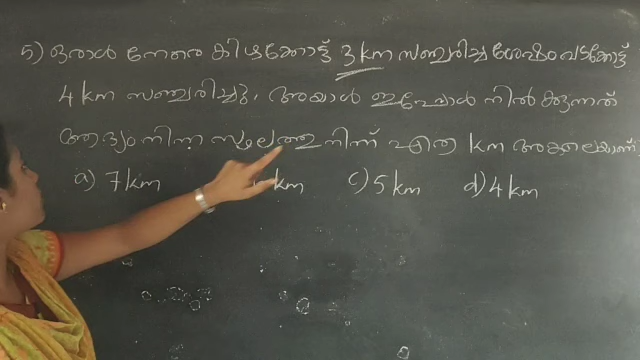 5) ഒരാൾ നേരെ കിഴക്കോട്ട് 3 km സഞ്ചരിച്ച ശേഷം വടക്കോട്ട്
4 km സഞ്ചരിച്ചു. അയാൾ ഇപ്പോൾ നിൽക്കുന്നത്
ആദ്യം നിന്ന സ്ഥലത്തു നിന്ന് എത്ര km അകലെയാണ്
a) 7 km km c) 5 km d) 4 km